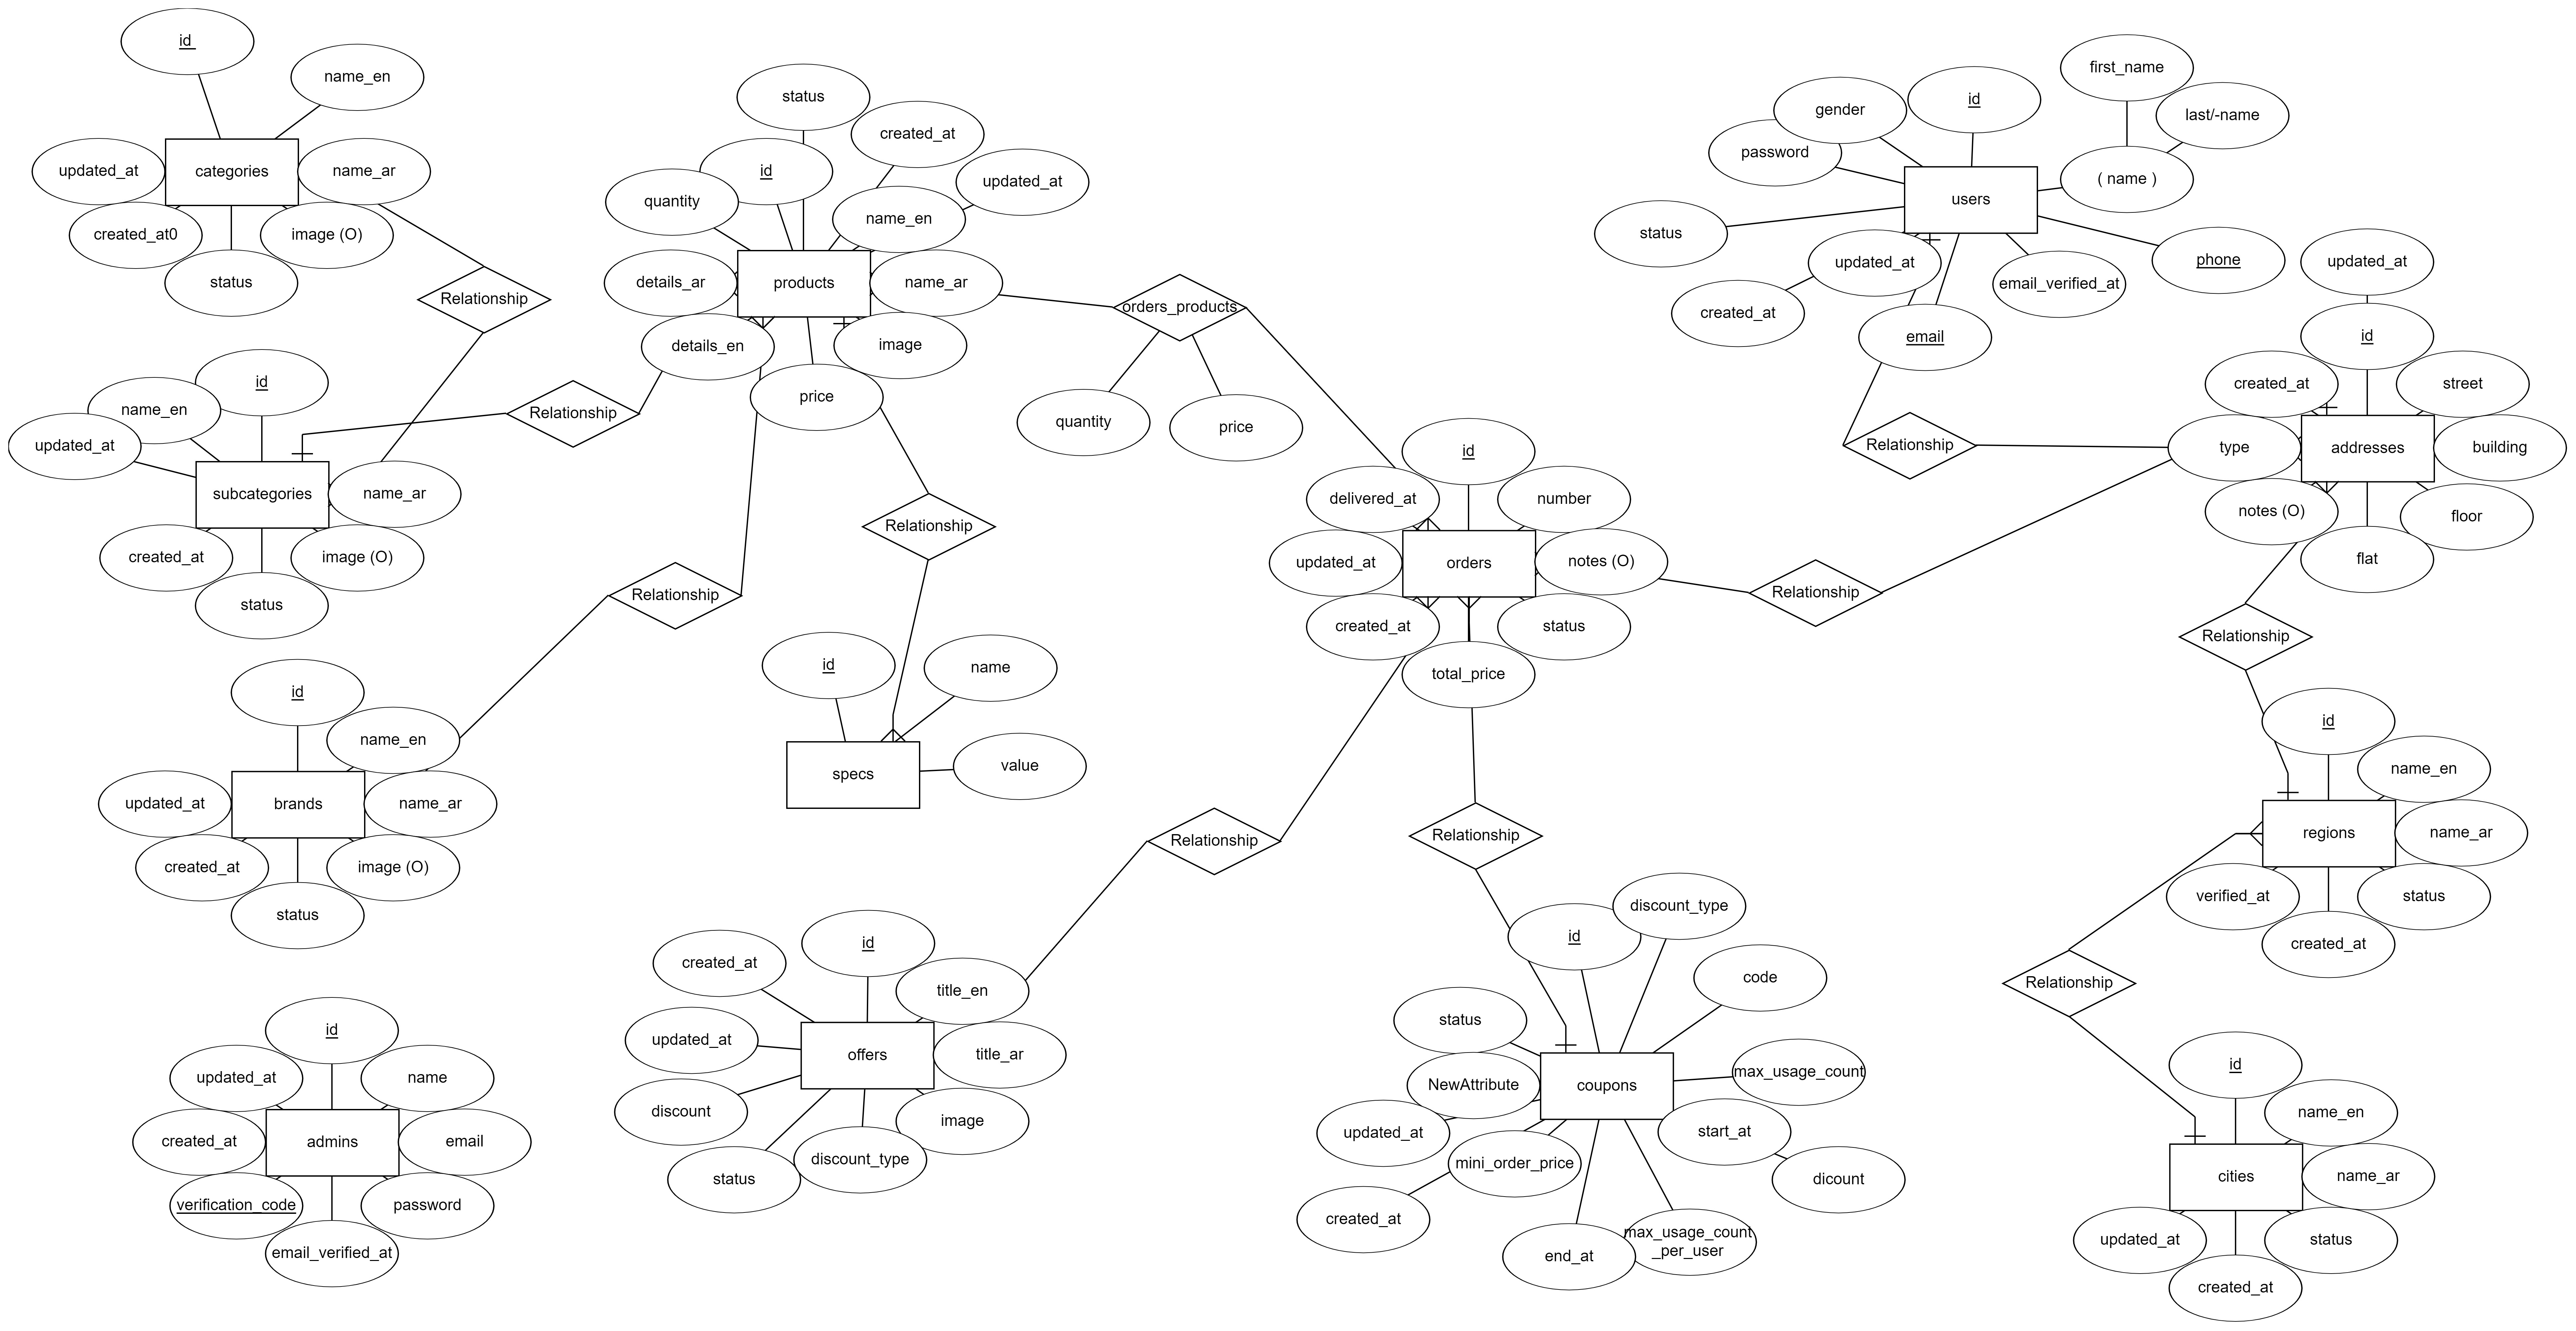 id
name_en
categories
updated_at
name_ar
created_at0
image (O)
status
Relationship
id
name_en
updated_at
subcategories
name_ar
created_at
image (O)
status
Relationship
status
created_at
id
updated_at
quantity
name_en
details_ar
products
name_ar
details_en
image
price
orders_products
quantity
price
Relationship
Relationship
id
name
specs
value
id
name_en
updated_at
brands
name_ar
created_at
image (O)
status
id
updated_at
name
created_at
admins
email
verification_code
password
email_verified_at
id
created_at
title_en
updated_at
offers
title_ar
discount
image
status
discount_type
Relationship
id
delivered_at
number
updated_at
orders
notes (O)
created_at
status
total_price
Relationship
Relationship
id
discount_type
code
status
NewAttribute
coupons
max_usage_count
updated_at
start_at
mini_order_price
dicount
created_at
end_at
max_usage_count
_per_user
first_name
gender
id
last/-name
password
( name )
users
status
updated_at
phone
email_verified_at
created_at
email
Relationship
updated_at
id
created_at
street
type
addresses
building
notes (O)
floor
flat
Relationship
id
name_en
regions
name_ar
verified_at
status
created_at
Relationship
id
name_en
cities
name_ar
updated_at
status
created_at